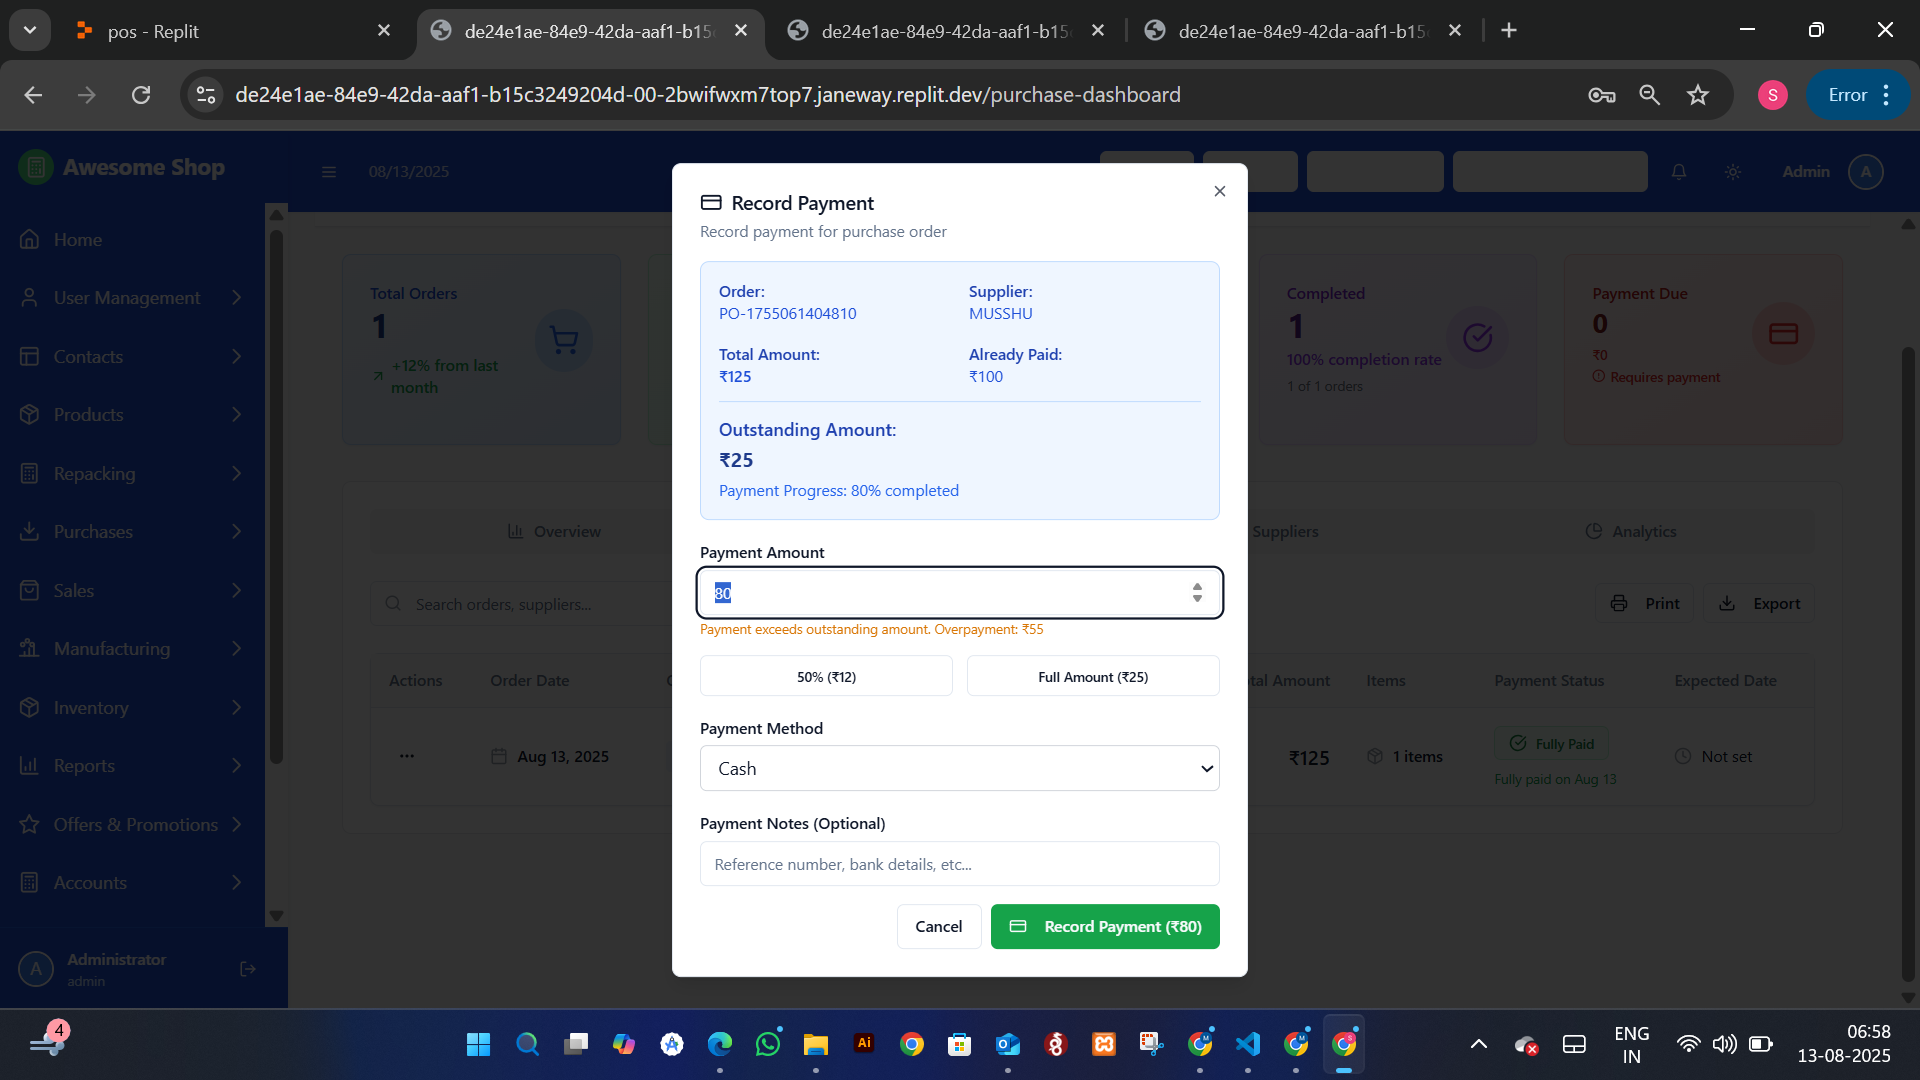 pos - Replit
de24e1ae-84e9-42da-aaf1-b15
de24e1ae-84e9-42da-aaf1-b15
de24e1ae-84e9-42da-aaf1-b15
de24e1ae-84e9-42da-aaf1-b15c3249204d-00-2bwifwxm7top7.janeway.replit.dev/purchase-dashboard
S
Error
Awesome Shop
08/13/2025
Admin
A
Home
User Management
Contacts
Products
Repacking
Purchases
Sales
Manufacturing
Inventory
Reports
Offers & Promotions
Accounts
A
Administrator
admin
Total Orders
1
+12% from last
month
Completed
1
100% completion rate
1 of 1 orders
Payment Due
0
₹0
Requires payment
Overview
Suppliers
Analytics
Search orders, suppliers...
Print
Export
Actions
Order Date
tal Amount
Items
Payment Status
Expected Date
Aug 13, 2025
₹125
1 items
Fully Paid
Fully paid on Aug 13
Not set
Record Payment
Record payment for purchase order
Order:
PO-1755061404810
Supplier:
MUSSHU
Total Amount:
₹125
Already Paid:
₹100
Outstanding Amount:
₹25
Payment Progress: 80% completed
Payment Amount
80
Payment exceeds outstanding amount. Overpayment: ₹55
50% (₹12)
Full Amount (₹25)
Payment Method
Cash
Payment Notes (Optional)
Reference number, bank details, etc...
Cancel
Record Payment (₹80)
4
Ai
ENG
IN
06:58
13-08-2025